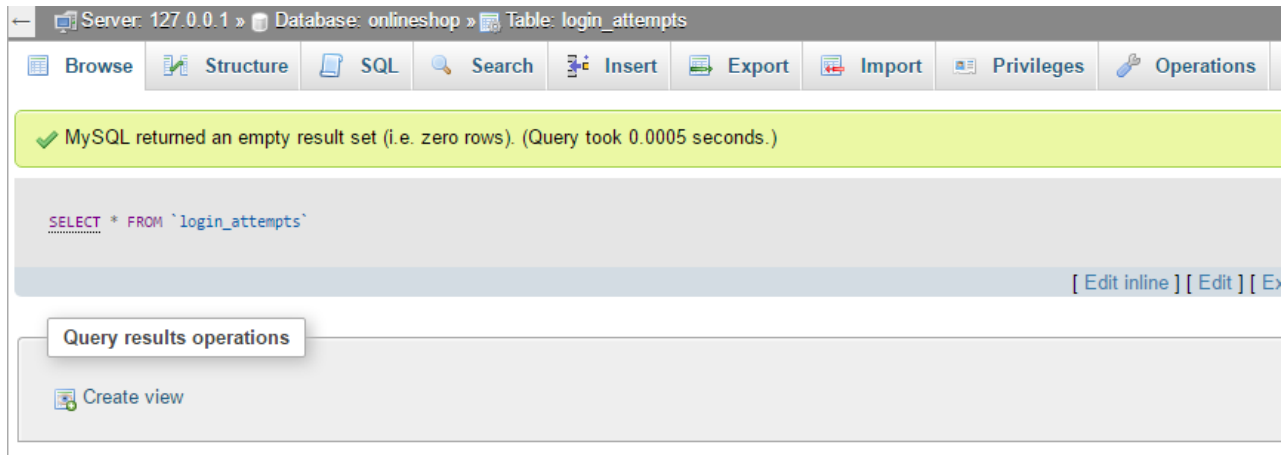 ← Server: 127.0.0.1 » Database: onlineshop » Table: login_attempts
Browse Structure SQL Search Insert Export Import Privileges Operations
MySQL returned an empty result set (i.e. zero rows). (Query took 0.0005 seconds.)
SELECT * FROM `login_attempts`
[ Edit inline ] [ Edit ] [ Ex
Query results operations
Create view